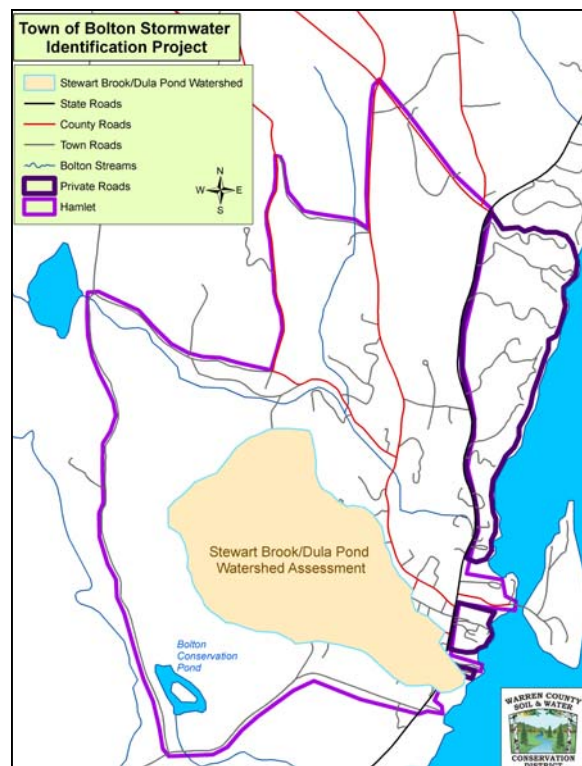 Town of Bolton Stormwater
Identification Project
Stewart Brook/Dula Pond Watershed
State Roads
County Roads
Town Roads
Bolton Streams
Private Roads
Hamlet
N
W E
S
Stewart Brook/Dula Pond
Watershed Assessment
Bolton
Conservation
Pond
WARREN COUNTY
SOIL & WATER
CONSERVATION
DISTRICT